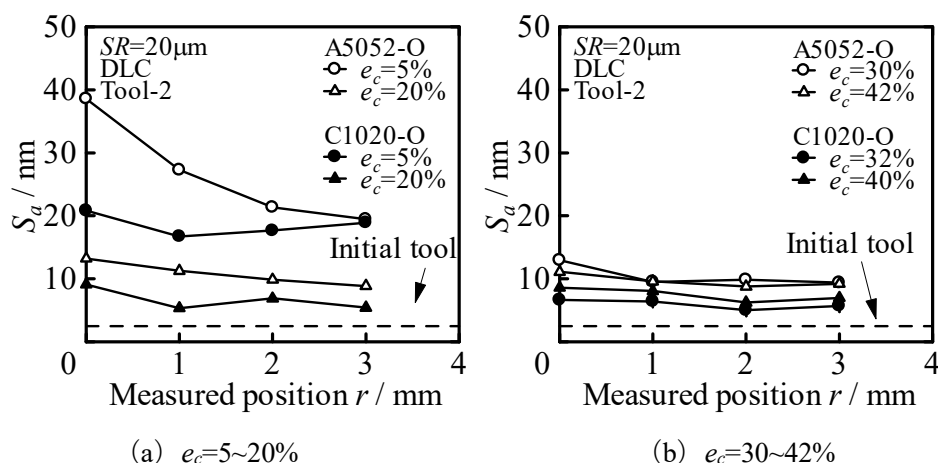 50
40
30
20
10
0
S_a / nm
SR=20μm
DLC
Tool-2
A5052-O
e_c=5%
e_c=20%
C1020-O
e_c=5%
e_c=20%
Initial tool
1 2 3 4
Measured position r / mm
(a) e_c=5~20%
50
40
30
20
10
0
S_a / nm
SR=20μm
DLC
Tool-2
A5052-O
e_c=30%
e_c=42%
C1020-O
e_c=32%
e_c=40%
Initial tool
1 2 3 4
Measured position r / mm
(b) e_c=30~42%